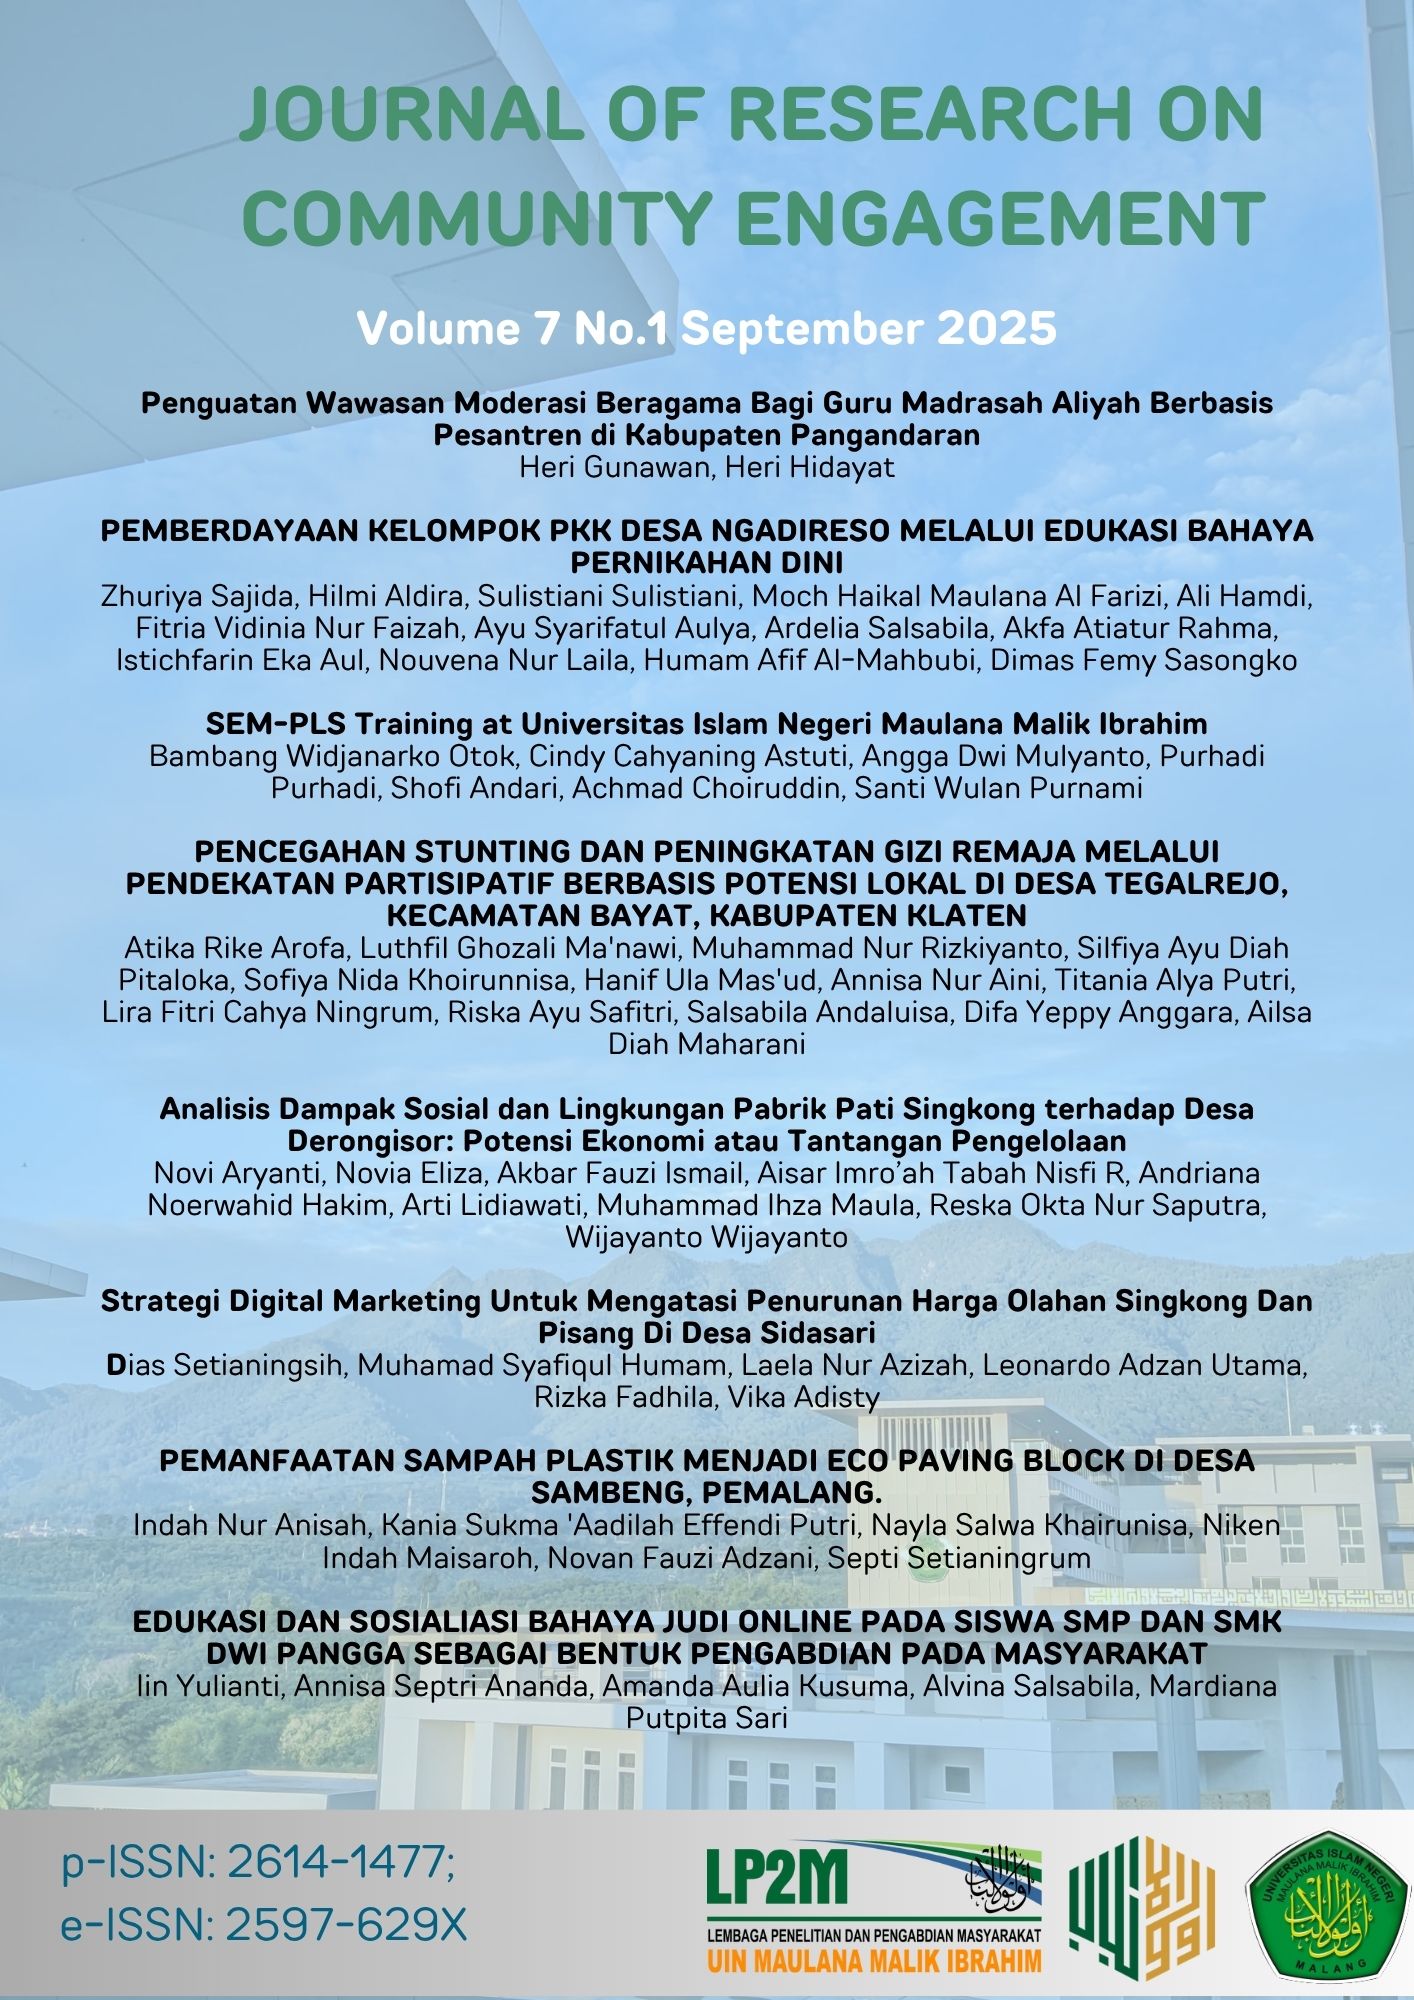 JOURNAL OF RESEARCH ON
COMMUNITY ENGAGEMENT
Volume 7 No.1 September 2025
Penguatan Wawasan Moderasi Beragama Bagi Guru Madrasah Aliyah Berbasis
Pesantren di Kabupaten Pangandaran
Heri Gunawan, Heri Hidayat
PEMBERDAYAAN KELOMPOK PKK DESA NGADIRESO MELALUI EDUKASI BAHAYA
PERNIKAHAN DINI
Zhuriya Sajida, Hilmi Aldira, Sulistiani Sulistiani, Moch Haikal Maulana Al Farizi, Ali Hamdi,
Fitria Vidinia Nur Faizah, Ayu Syarifatul Aulya, Ardelia Salsabila, Akfa Atiatur Rahma,
Istichfarin Eka Aul, Nouvena Nur Laila, Humam Afif Al-Mahbubi, Dimas Femy Sasongko
SEM-PLS Training at Universitas Islam Negeri Maulana Malik Ibrahim
Bambang Widjanarko Otok, Cindy Cahyaning Astuti, Angga Dwi Mulyanto, Purhadi
Purhadi, Shofi Andari, Achmad Choiruddin, Santi Wulan Purnami
PENCEGAHAN STUNTING DAN PENINGKATAN GIZI REMAJA MELALUI
PENDEKATAN PARTISIPATIF BERBASIS POTENSI LOKAL DI DESA TEGALREJO,
KECAMATAN BAYAT, KABUPATEN KLATEN
Atika Rike Arofa, Luthfil Ghozali Ma'nawi, Muhammad Nur Rizkiyanto, Silfiya Ayu Diah
Pitaloka, Sofiya Nida Khoirunnisa, Hanif Ula Mas'ud, Annisa Nur Aini, Titania Alya Putri,
Lira Fitri Cahya Ningrum, Riska Ayu Safitri, Salsabila Andaluisa, Difa Yeppy Anggara, Ailsa
Diah Maharani
Analisis Dampak Sosial dan Lingkungan Pabrik Pati Singkong terhadap Desa
Derongisor: Potensi Ekonomi atau Tantangan Pengelolaan
Novi Aryanti, Novia Eliza, Akbar Fauzi Ismail, Aisar Imro’ah Tabah Nisfi R, Andriana
Noerwahid Hakim, Arti Lidiawati, Muhammad Ihza Maula, Reska Okta Nur Saputra,
Wijayanto Wijayanto
Strategi Digital Marketing Untuk Mengatasi Penurunan Harga Olahan Singkong Dan
Pisang Di Desa Sidasari
Dias Setianingsih, Muhamad Syafiqul Humam, Laela Nur Azizah, Leonardo Adzan Utama,
Rizka Fadhila, Vika Adisty
PEMANFAATAN SAMPAH PLASTIK MENJADI ECO PAVING BLOCK DI DESA
SAMBENG, PEMALANG.
Indah Nur Anisah, Kania Sukma 'Aadilah Effendi Putri, Nayla Salwa Khairunisa, Niken
Indah Maisaroh, Novan Fauzi Adzani, Septi Setianingrum
EDUKASI DAN SOSIALIASI BAHAYA JUDI ONLINE PADA SISWA SMP DAN SMK
DWI PANGGA SEBAGAI BENTUK PENGABDIAN PADA MASYARAKAT
Iin Yulianti, Annisa Septri Ananda, Amanda Aulia Kusuma, Alvina Salsabila, Mardiana
Putpita Sari
p-ISSN: 2614-1477;
e-ISSN: 2597-629X
LP2M
LEMBAGA PENELITIAN DAN PENGABDIAN MASYARAKAT
UIN MAULANA MALIK IBRAHIM
UNIVERSITAS ISLAM NEGERI
MAULANA MALIK IBRAHIM
MALANG